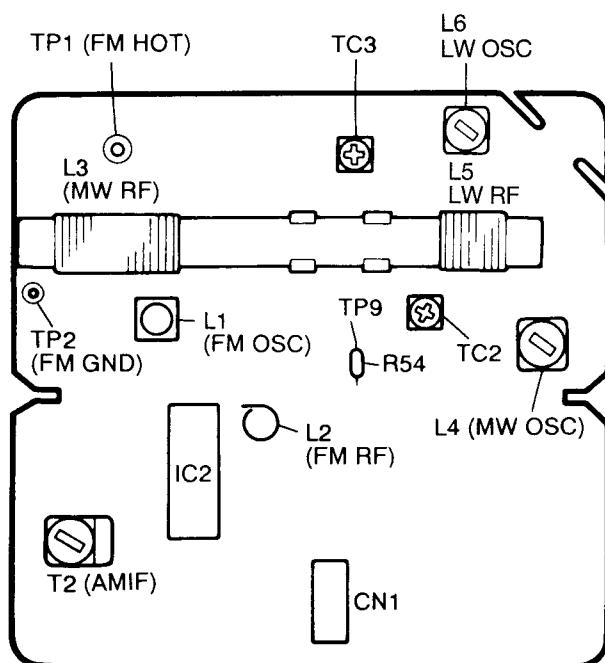 TP1 (FM HOT)
TC3
L6
LW OSC
L3
(MW RF)
L5
LW RF
TP2
(FM GND)
L1
(FM OSC)
TP9
R54
TC2
L4 (MW OSC)
L2
(FM RF)
IC2
T2 (AMIF)
CN1